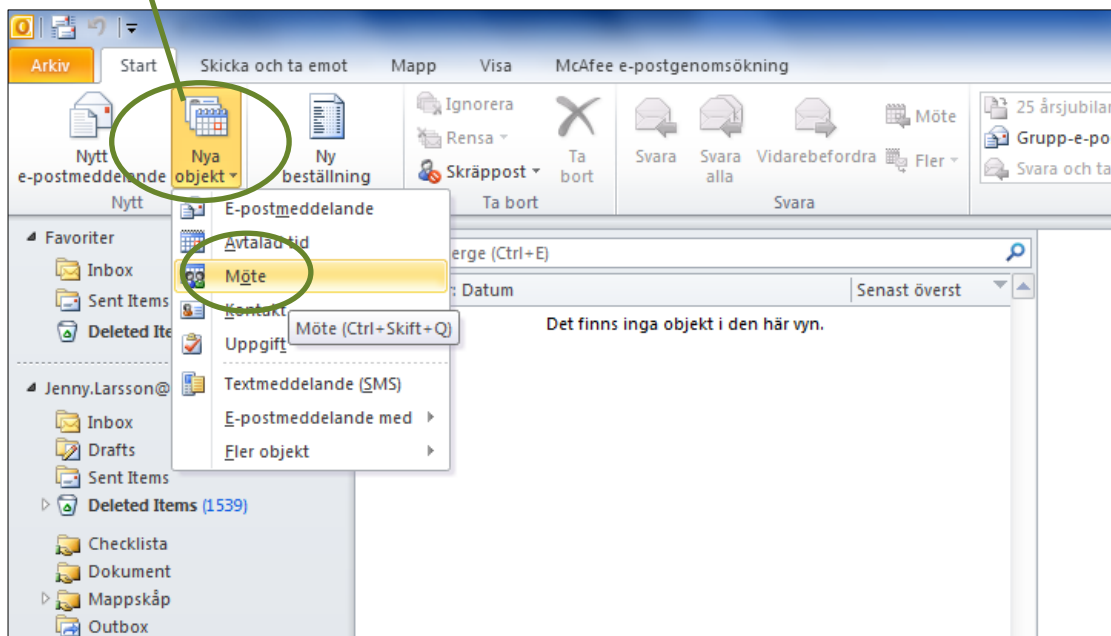 Arkiv Start Skicka och ta emot Mapp Visa McAfee e-postgenomsökning
Nytt e-postmeddelande
Nya objekt
Ny beställning
Nytt
Ignorera
Rensa
Skräppost
Ta bort
Ta bort
Svara
Svara alla
Vidarebefordra
Möte
Fler
Svara
25 årsjubilar
Grupp-e-po
Svara och ta
E-postmeddelande
Avtalad tid
Möte
Kontakt
Möte (Ctrl+Skift+Q)
Uppgift
Textmeddelande (SMS)
E-postmeddelande med
Fler objekt
Favoriter
Inbox
Sent Items
Deleted Ite
Jenny.Larsson@
Inbox
Drafts
Sent Items
Deleted Items (1539)
Checklista
Dokument
Mappskåp
Outbox
erge (Ctrl+E)
: Datum Senast överst
Det finns inga objekt i den här vyn.